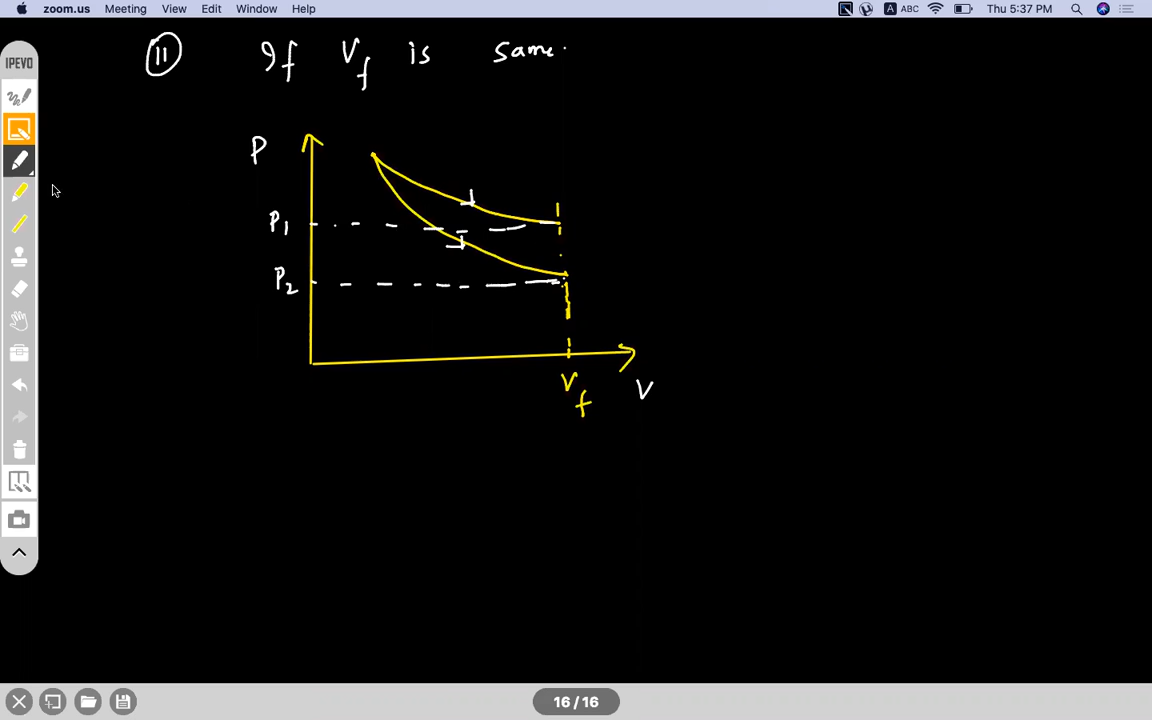 zoom.us Meeting View Edit Window Help A ABC Thu 5:37 PM
IPEVO
11 If Vf is same.
P
P1
P2
Vf
V
16 / 16